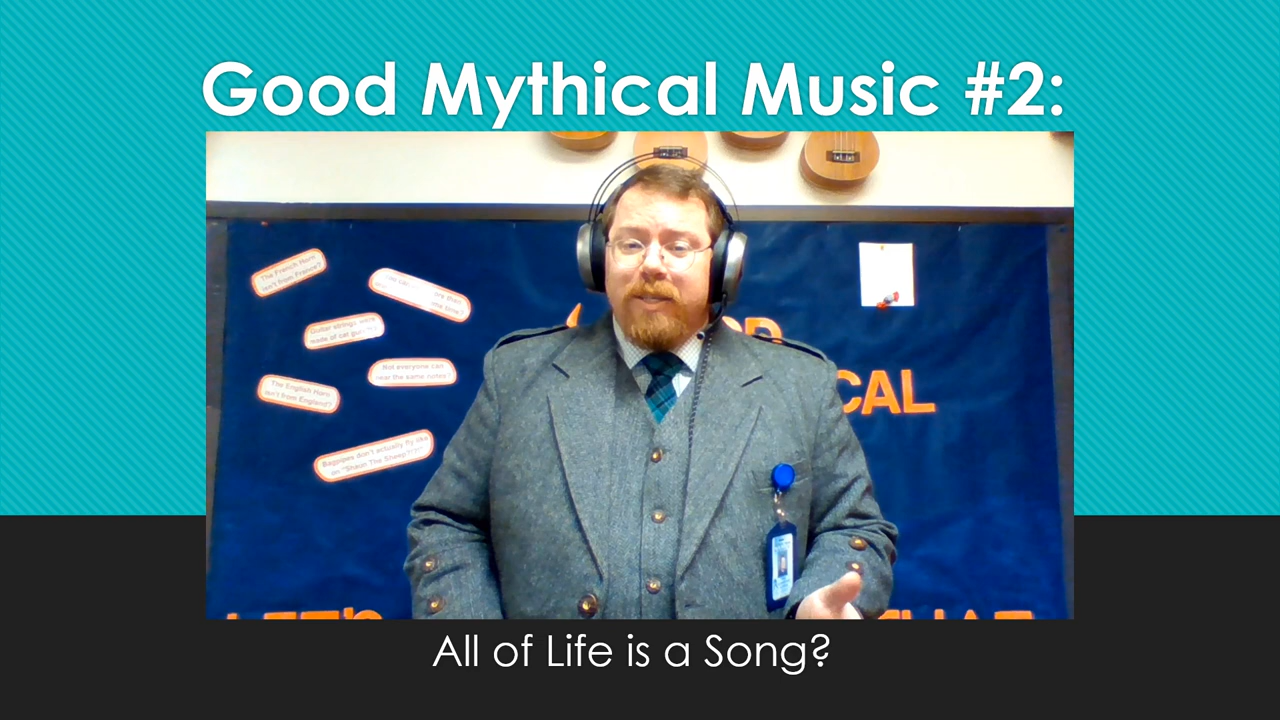 Good Mythical Music #2:
The French Horn
isn't from France?
Guitar strings were
made of cat gut?!?
Not everyone can
hear the same notes?
The English Horn
isn't from England?
Bagpipes don't actually fly like
on "Shaun The Sheep?!?!"
CAL
LET'S
All of Life is a Song?